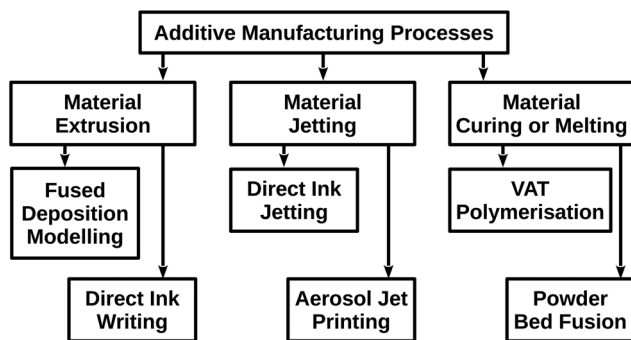 Additive Manufacturing Processes
Material
Extrusion
Material
Jetting
Material
Curing or Melting
Fused
Deposition
Modelling
Direct Ink
Jetting
VAT
Polymerisation
Direct Ink
Writing
Aerosol Jet
Printing
Powder
Bed Fusion